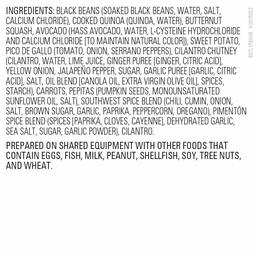 INGREDIENTS: BLACK BEANS (SOAKED BLACK BEANS, WATER, SALT,
CALCIUM CHLORIDE), COOKED QUINOA (QUINOA, WATER), BUTTERNUT
SQUASH, AVOCADO (HASS AVOCADO, WATER, L-CYSTEINE HYDROCHLORIDE
AND CALCIUM CHLORIDE [TO MAINTAIN NATURAL COLOR]), SWEET POTATO,
PICO DE GALLO (TOMATO, ONION, SERRANO PEPPERS), CILANTRO CHUTNEY
(CILANTRO, WATER, LIME JUICE, GINGER PUREE [GINGER, CITRIC ACID],
YELLOW ONION, JALAPEÑO PEPPER, SUGAR, GARLIC PUREE [GARLIC, CITRIC
ACID], SALT, OIL BLEND [CANOLA OIL, EXTRA VIRGIN OLIVE OIL], SPICES,
STARCH), CARROTS, PEPITAS (PUMPKIN SEEDS, MONOUNSATURATED
SUNFLOWER OIL, SALT), SOUTHWEST SPICE BLEND (CHILI, CUMIN, ONION,
SALT, BROWN SUGAR, GARLIC, PAPRIKA, PEPPERCORN, OREGANO), PIMENTÓN
SPICE BLEND (SPICES [PAPRIKA, CLOVES, CAYENNE], DEHYDRATED GARLIC,
SEA SALT, SUGAR, GARLIC POWDER), CILANTRO.
PREPARED ON SHARED EQUIPMENT WITH OTHER FOODS THAT
CONTAIN EGGS, FISH, MILK, PEANUT, SHELLFISH, SOY, TREE NUTS,
AND WHEAT.